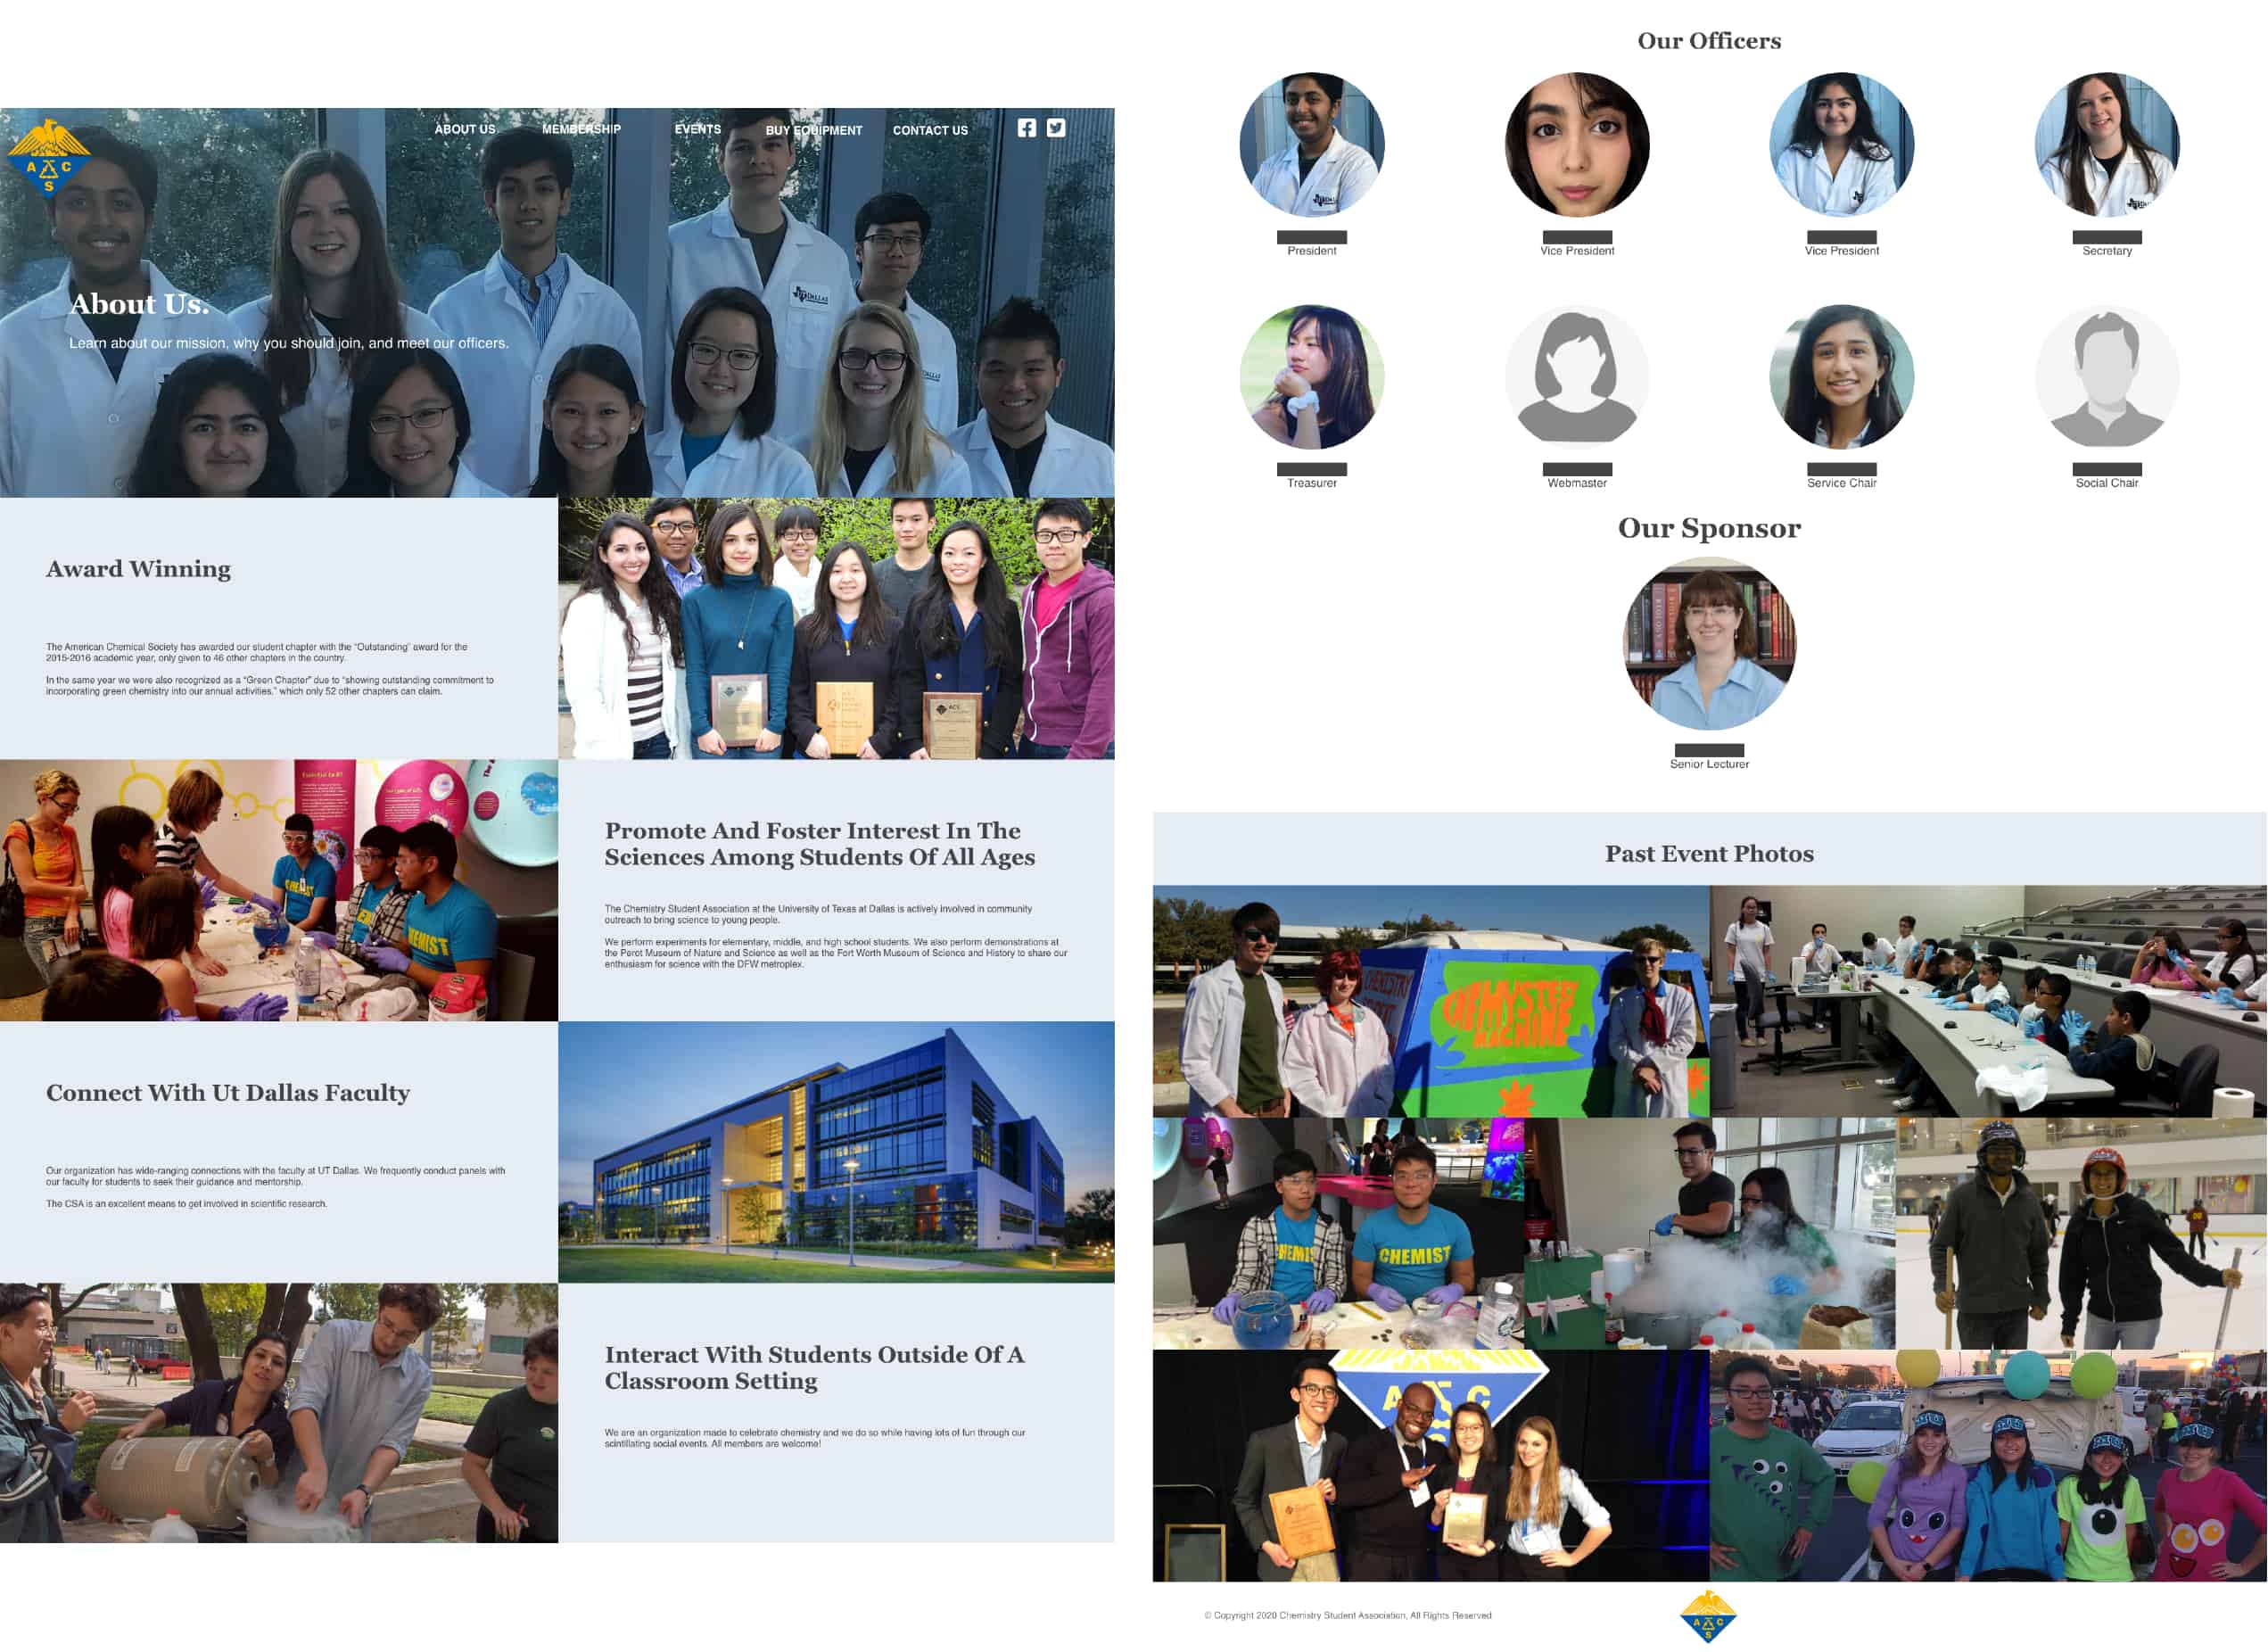 ABOUT US
MEMBERSHIP
EVENTS
BUY EQUIPMENT
CONTACT US
A C
S
About Us.
Learn about our mission, why you should join, and meet our officers.
DALLAS
Award Winning
The American Chemical Society has awarded our student chapter with the "Outstanding" award for the
2015-2016 academic year, only given to 46 other chapters in the country.
In the same year we were also recognized as a "Green Chapter" due to "showing outstanding commitment to
incorporating green chemistry into our annual activities," which only 52 other chapters can claim.
Promote And Foster Interest In The
Sciences Among Students Of All Ages
The Chemistry Student Association at the University of Texas at Dallas is actively involved in community
outreach to bring science to young people.
We perform experiments for elementary, middle, and high school students. We also perform demonstrations at
the Perot Museum of Nature and Science as well as the Fort Worth Museum of Science and History to share our
enthusiasm for science with the DFW metroplex.
Connect With Ut Dallas Faculty
Our organization has wide-ranging connections with the faculty at UT Dallas. We frequently conduct panels with
our faculty for students to seek their guidance and mentorship.
The CSA is an excellent means to get involved in scientific research.
Interact With Students Outside Of A
Classroom Setting
We are an organization made to celebrate chemistry and we do so while having lots of fun through our
scintillating social events. All members are welcome!
Our Officers
President
Vice President
Vice President
Secretary
Treasurer
Webmaster
Service Chair
Social Chair
Our Sponsor
Senior Lecturer
Past Event Photos
CHEMISTRY
CHEMYSTERY
MACHINE
CHEMIST
A C
© Copyright 2020 Chemistry Student Association, All Rights Reserved
A C
S